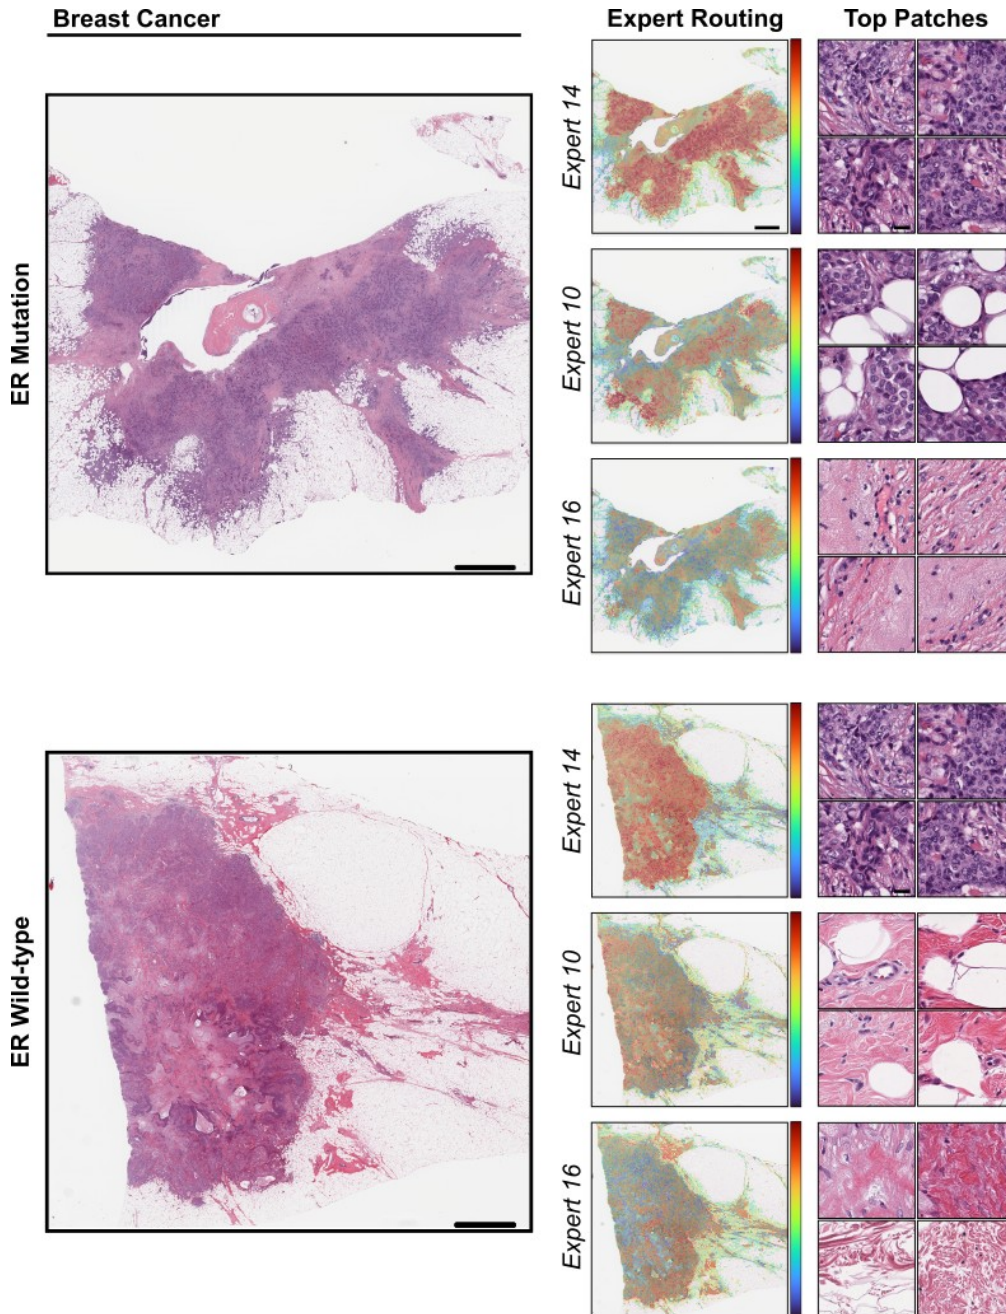 Breast Cancer
Expert Routing
Top Patches
ER Mutation
Expert 14
Expert 10
Expert 16
ER Wild-type
Expert 14
Expert 10
Expert 16